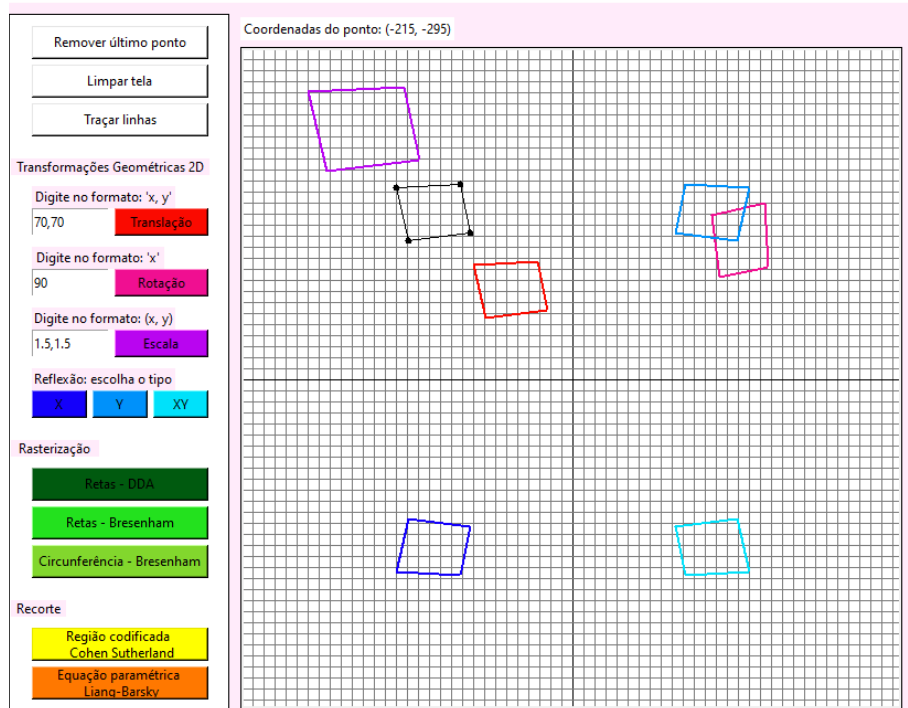 Coordenadas do ponto: (-215, -295)
Remover último ponto
Limpar tela
Traçar linhas
Transformações Geométricas 2D
Digite no formato: 'x, y'
70,70
Translação
Digite no formato: 'x'
90
Rotação
Digite no formato: (x, y)
1.5,1.5
Escala
Reflexão: escolha o tipo
X
Y
XY
Rasterização
Retas - DDA
Retas - Bresenham
Circunferência - Bresenham
Recorte
Região codificada
Cohen Sutherland
Equação paramétrica
Liang-Barsky